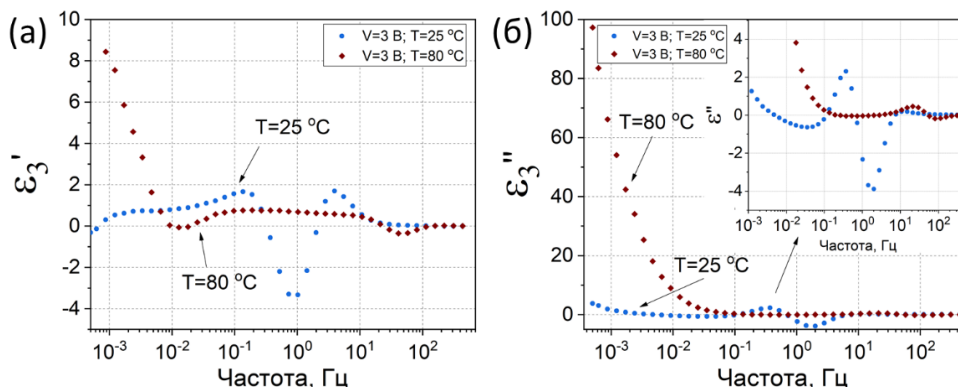 (а)
V=3 В; T=25 °C
V=3 В; T=80 °C
10
8
6
4
2
0
-2
-4
ε3'
T=25 °C
T=80 °C
10⁻³ 10⁻² 10⁻¹ 10⁰ 10¹ 10²
Частота, Гц
(б)
V=3 В; T=25 °C
V=3 В; T=80 °C
100
80
60
40
20
0
ε3''
T=80 °C
T=25 °C
10⁻³ 10⁻² 10⁻¹ 10⁰ 10¹ 10²
Частота, Гц
4
2
0
-2
-4
ε''
10⁻³ 10⁻² 10⁻¹ 10⁰ 10¹ 10²
Частота, Гц